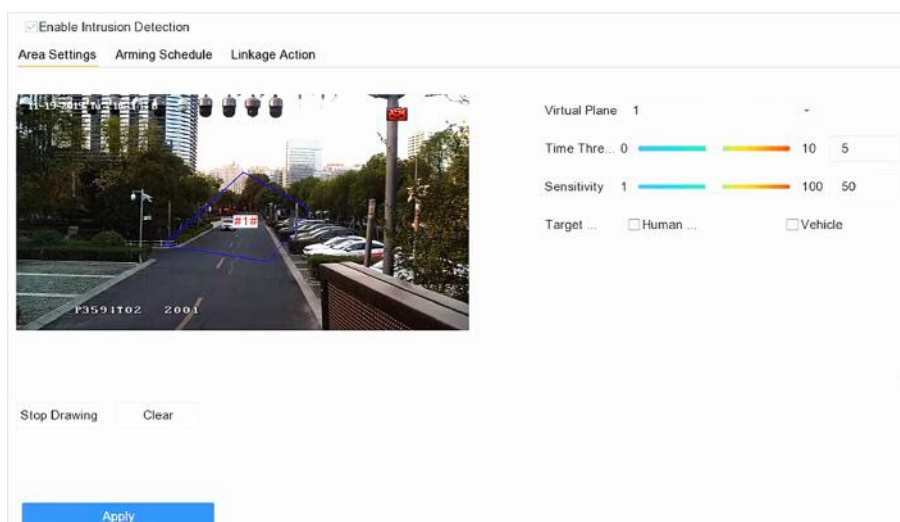 Enable Intrusion Detection
Area Settings Arming Schedule Linkage Action
Virtual Plane 1
Time Thre... 0 10 5
Sensitivity 1 100 50
Target ... Human ... Vehicle
#1#
P3591T02 2001
Stop Drawing Clear
Apply